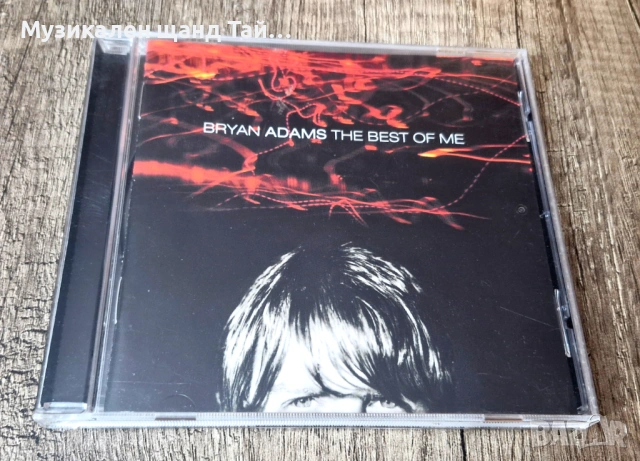 Музикален щанд Тай...
BRYAN ADAMS THE BEST OF ME